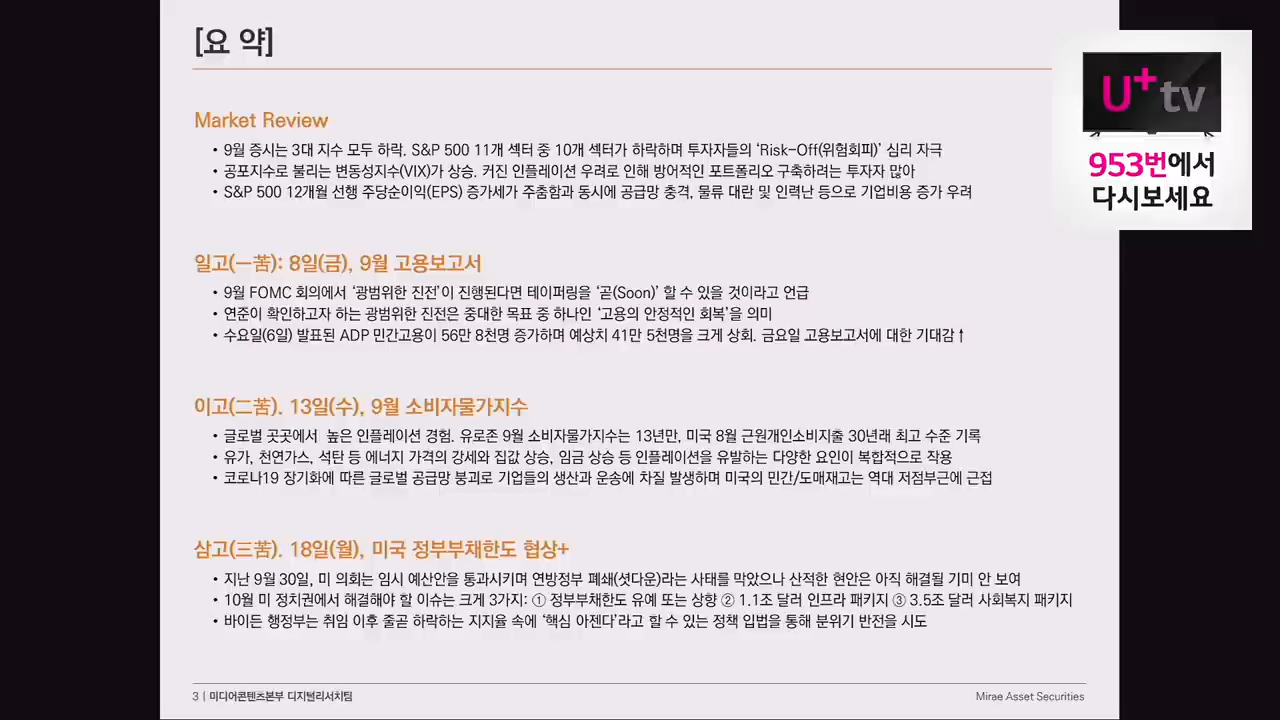 [요 약]
Market Review
• 9월 증시는 3대 지수 모두 하락. S&P 500 11개 섹터 중 10개 섹터가 하락하며 투자자들의 ‘Risk-Off(위험회피)’ 심리 자극
• 공포지수로 불리는 변동성지수(VIX)가 상승. 커진 인플레이션 우려로 인해 방어적인 포트폴리오 구축하려는 투자자 많아
• S&P 500 12개월 선행 주당순이익(EPS) 증가세가 주춤함과 동시에 공급망 충격, 물류 대란 및 인력난 등으로 기업비용 증가 우려
일고(一苦): 8일(금), 9월 고용보고서
• 9월 FOMC 회의에서 ‘광범위한 진전’이 진행된다면 테이퍼링을 ‘곧(Soon)’ 할 수 있을 것이라고 언급
• 연준이 확인하고자 하는 광범위한 진전은 중대한 목표 중 하나인 ‘고용의 안정적인 회복’을 의미
• 수요일(6일) 발표된 ADP 민간고용이 56만 8천명 증가하며 예상치 41만 5천명을 크게 상회. 금요일 고용보고서에 대한 기대감↑
이고(二苦). 13일(수), 9월 소비자물가지수
• 글로벌 곳곳에서 높은 인플레이션 경험. 유로존 9월 소비자물가지수는 13년만, 미국 8월 근원개인소비지출 30년래 최고 수준 기록
• 유가, 천연가스, 석탄 등 에너지 가격의 강세와 집값 상승, 임금 상승 등 인플레이션을 유발하는 다양한 요인이 복합적으로 작용
• 코로나19 장기화에 따른 글로벌 공급망 붕괴로 기업들의 생산과 운송에 차질 발생하며 미국의 민간/도매재고는 역대 저점부근에 근접
삼고(三苦). 18일(월), 미국 정부부채한도 협상+
• 지난 9월 30일, 미 의회는 임시 예산안을 통과시키며 연방정부 폐쇄(셧다운)라는 사태를 막았으나 산적한 현안은 아직 해결될 기미 안 보여
• 10월 미 정치권에서 해결해야 할 이슈는 크게 3가지: ① 정부부채한도 유예 또는 상향 ② 1.1조 달러 인프라 패키지 ③ 3.5조 달러 사회복지 패키지
• 바이든 행정부는 취임 이후 줄곧 하락하는 지지율 속에 ‘핵심 아젠다’라고 할 수 있는 정책 입법을 통해 분위기 반전을 시도
3 | 미디어콘텐츠본부 디지털리서치팀
Mirae Asset Securities
U+tv
953번에서
다시보세요